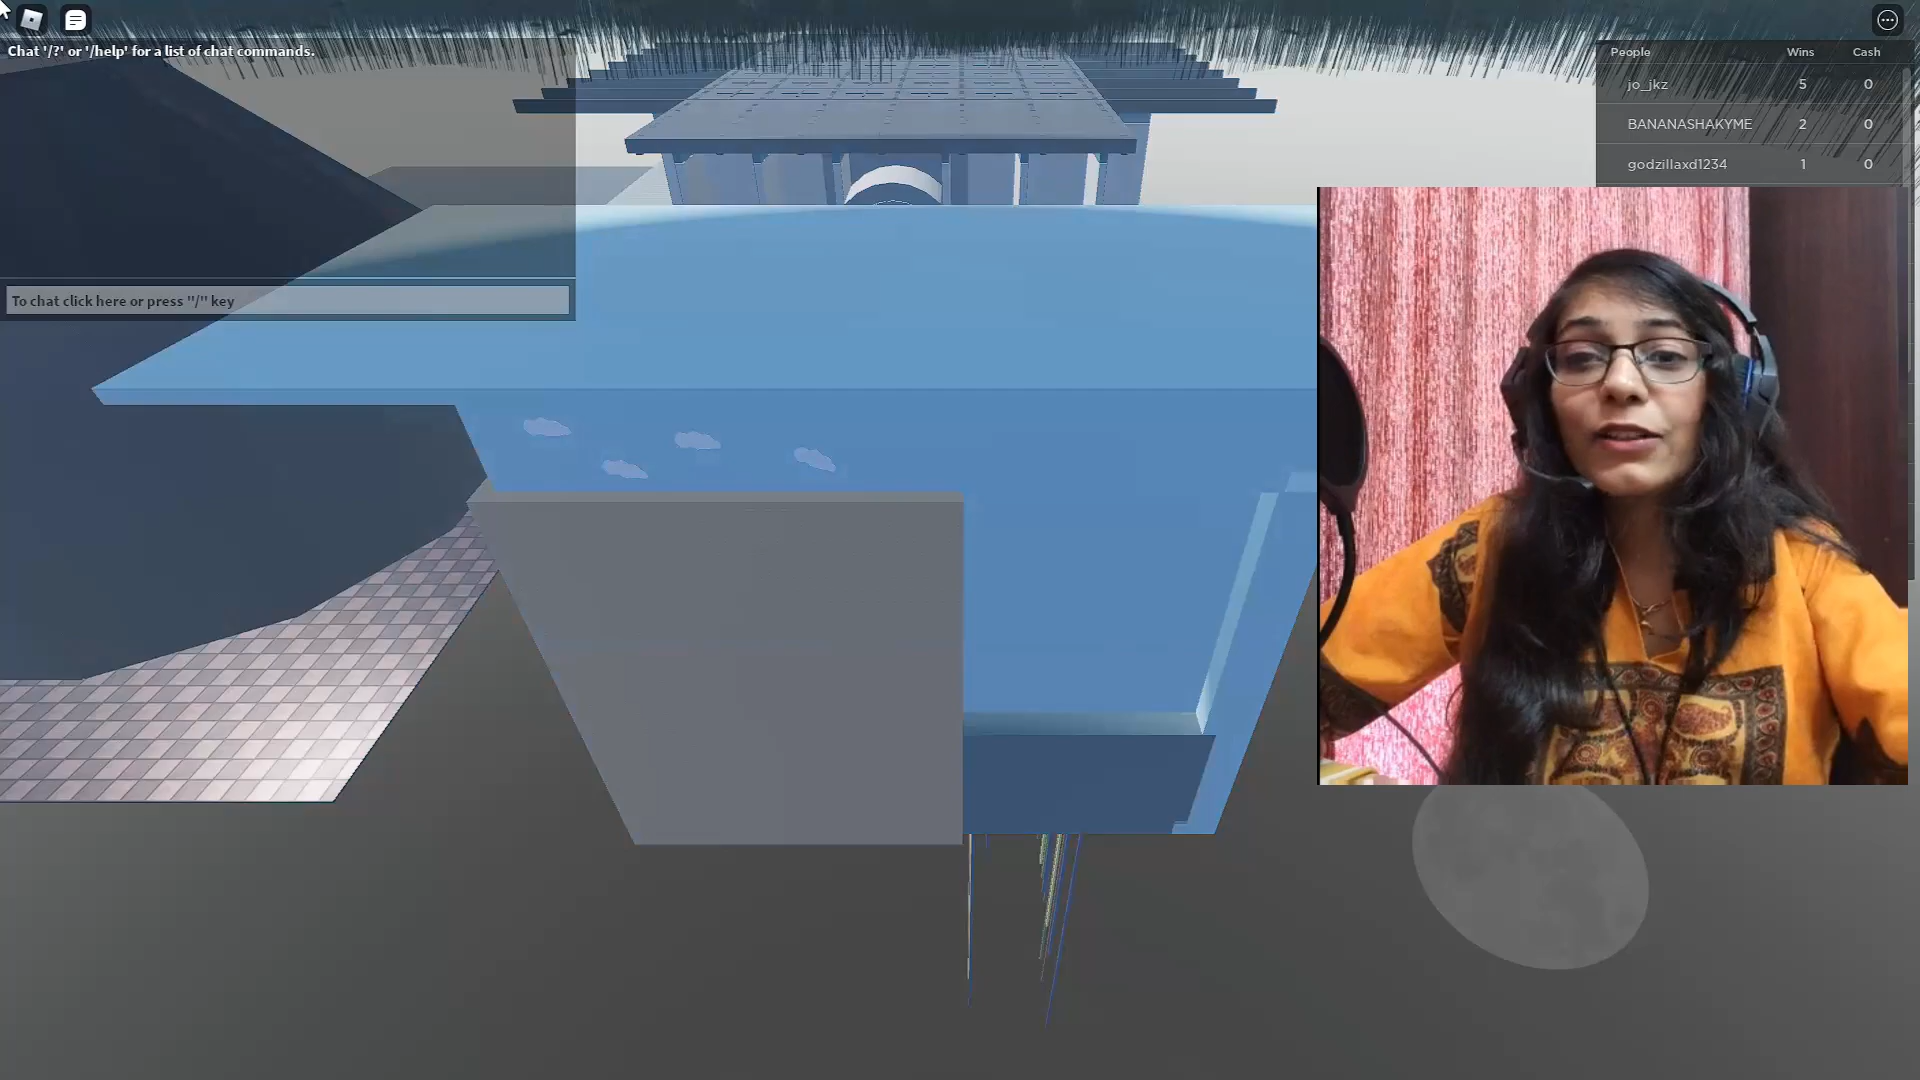 Chat '/?' or '/help' for a list of chat commands.
To chat click here or press "/" key
People Wins Cash
jo_jkz 5 0
BANANASHAKYME 2 0
godzillaxd1234 1 0